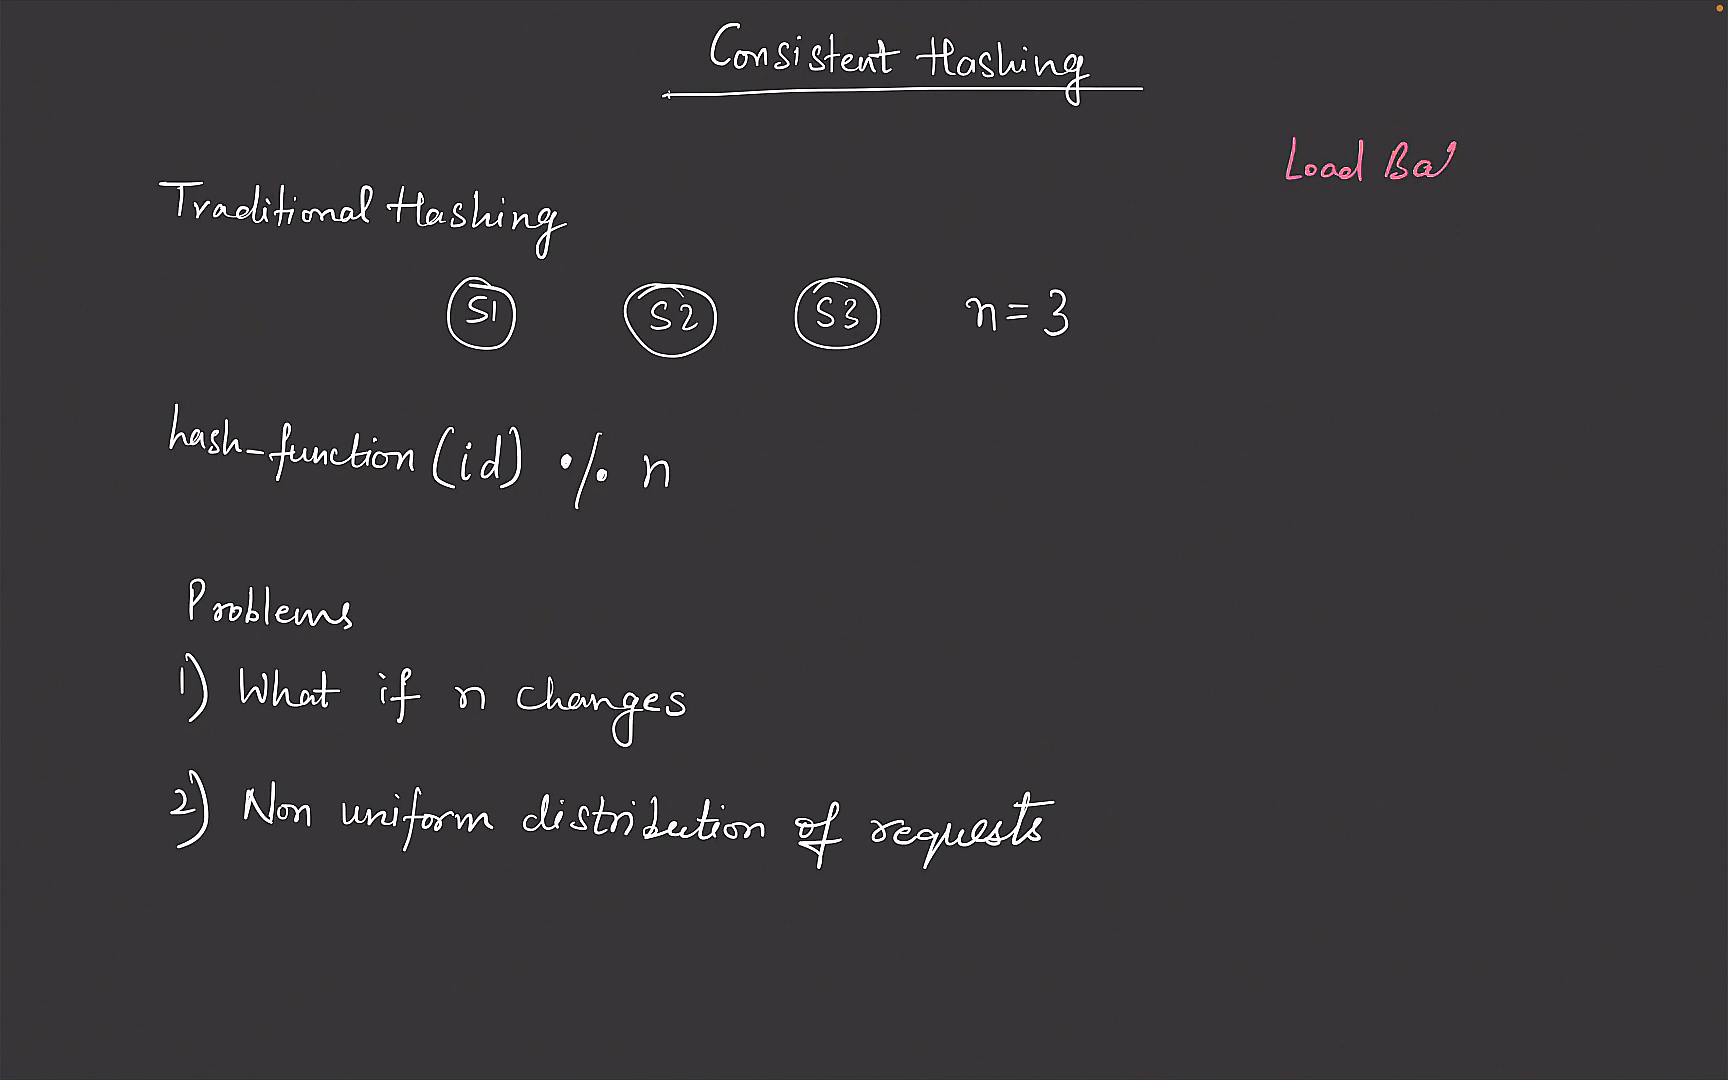 Consistent Hashing
Load Bal
Traditional Hashing
S1 S2 S3 n = 3
hash-function (id) % n
Problems
1) What if n changes
2) Non uniform distribution of requests